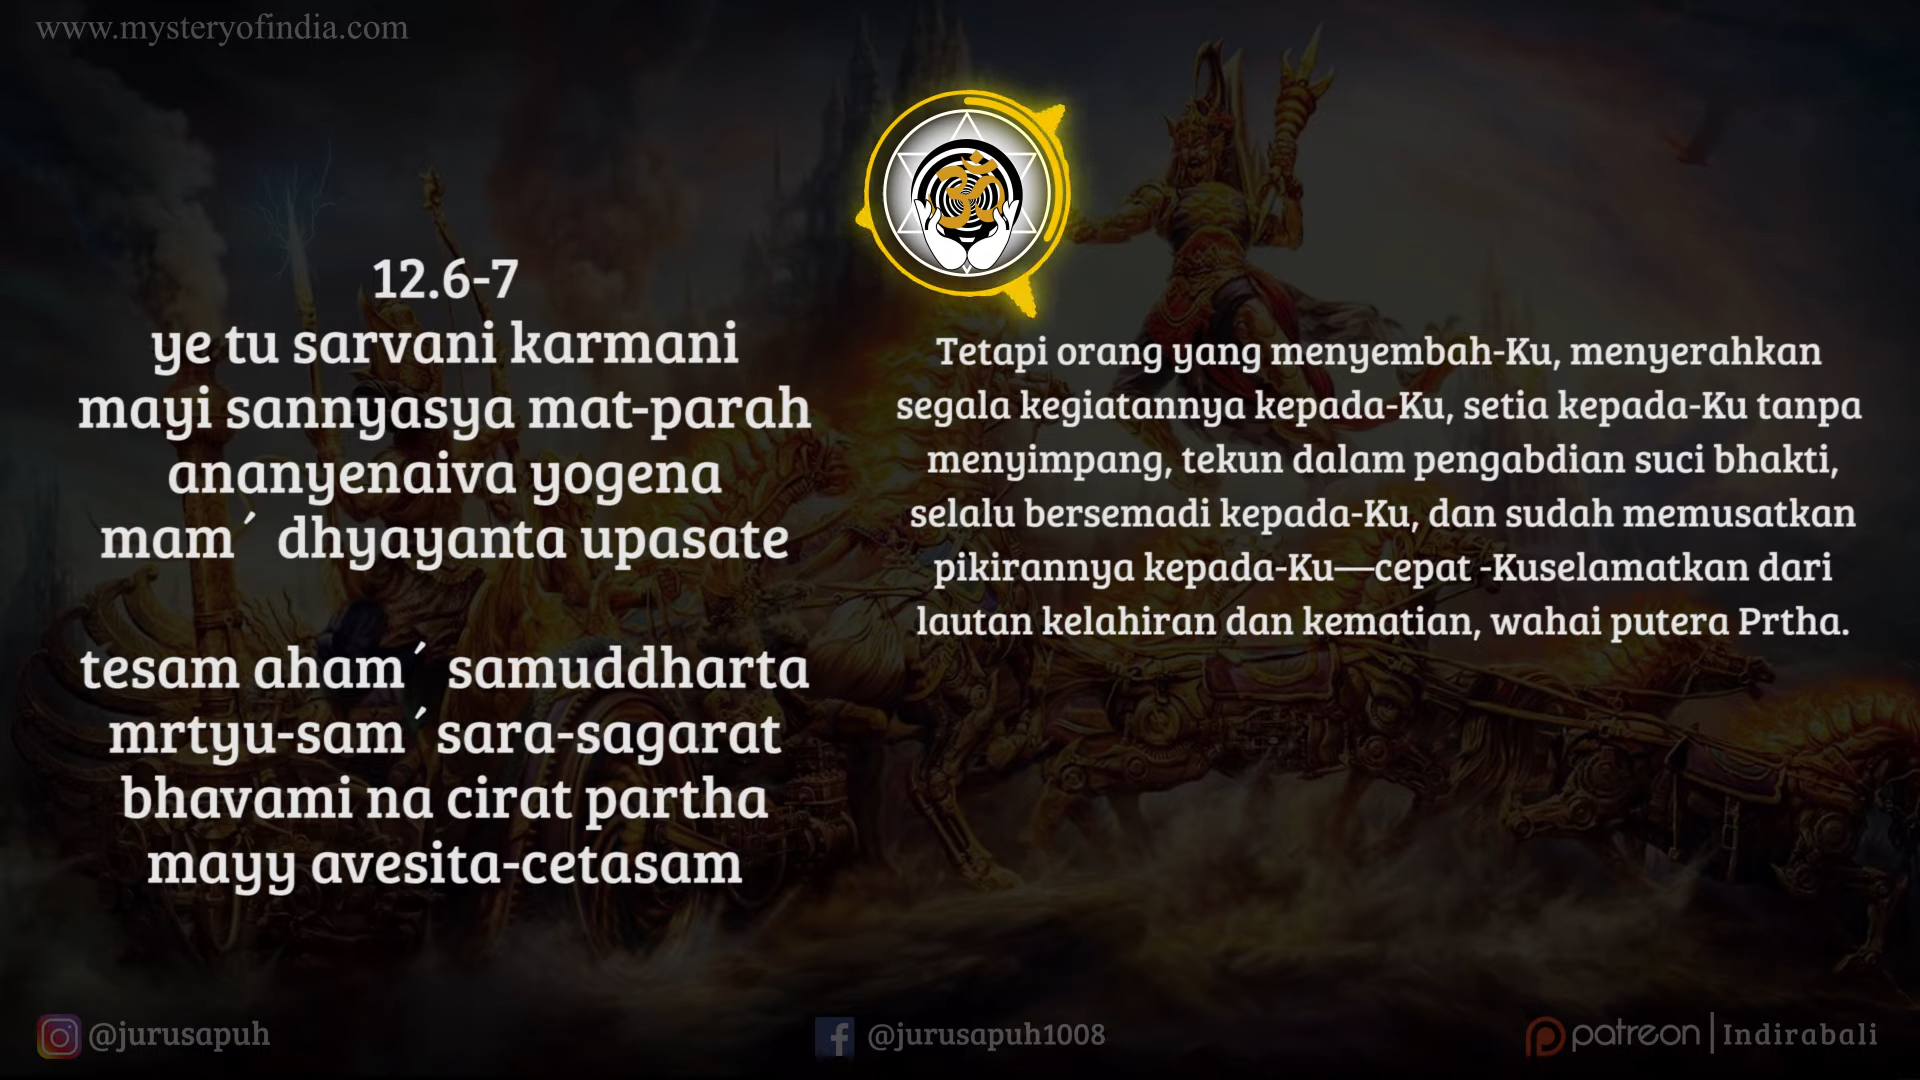 www.mysteryofindia.com
12.6-7
ye tu sarvani karmani
mayi sannyasya mat-parah
ananyenaiva yogena
mam´ dhyayanta upasate
tesam aham´ samuddharta
mrtyu-sam´sara-sagarat
bhavami na cirat partha
mayy avesita-cetasam
Tetapi orang yang menyembah-Ku, menyerahkan
segala kegiatannya kepada-Ku, setia kepada-Ku tanpa
menyimpang, tekun dalam pengabdian suci bhakti,
selalu bersemadi kepada-Ku, dan sudah memusatkan
pikirannya kepada-Ku—cepat -Kuselamatkan dari
lautan kelahiran dan kematian, wahai putera Prtha.
ॐ
@jurusapuh
@jurusapuh1008
patreon | Indirabali